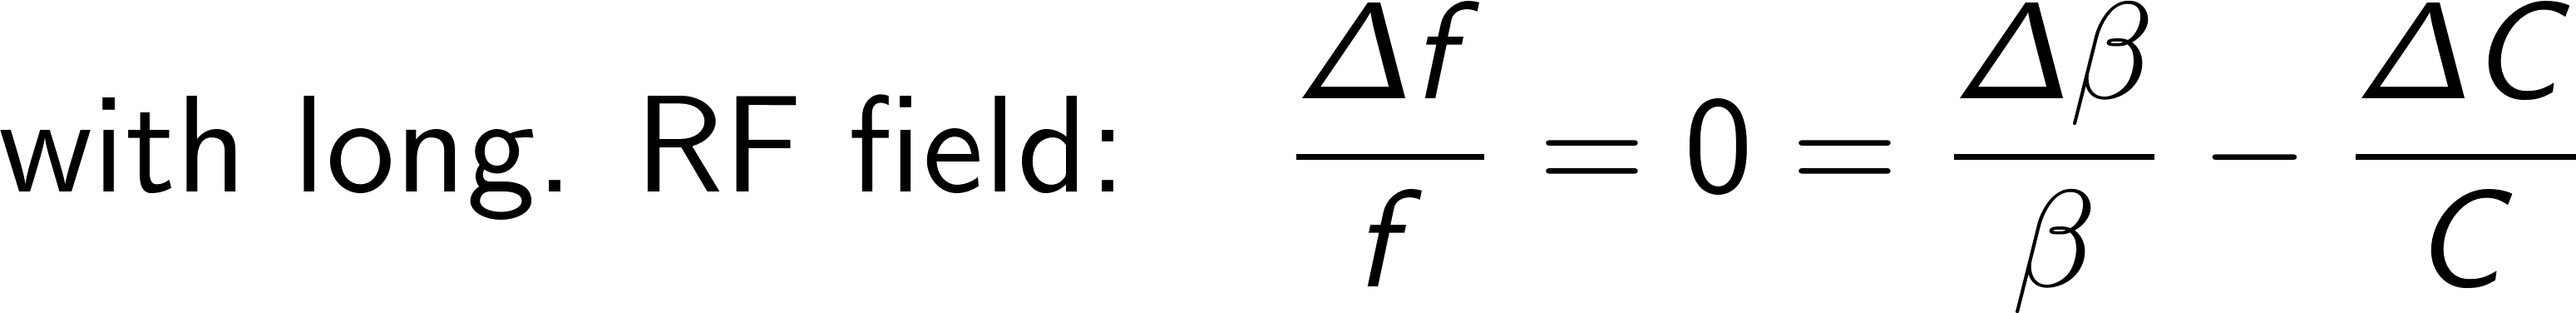 with long. RF field: Δf/f = 0 = Δβ/β − ΔC/C